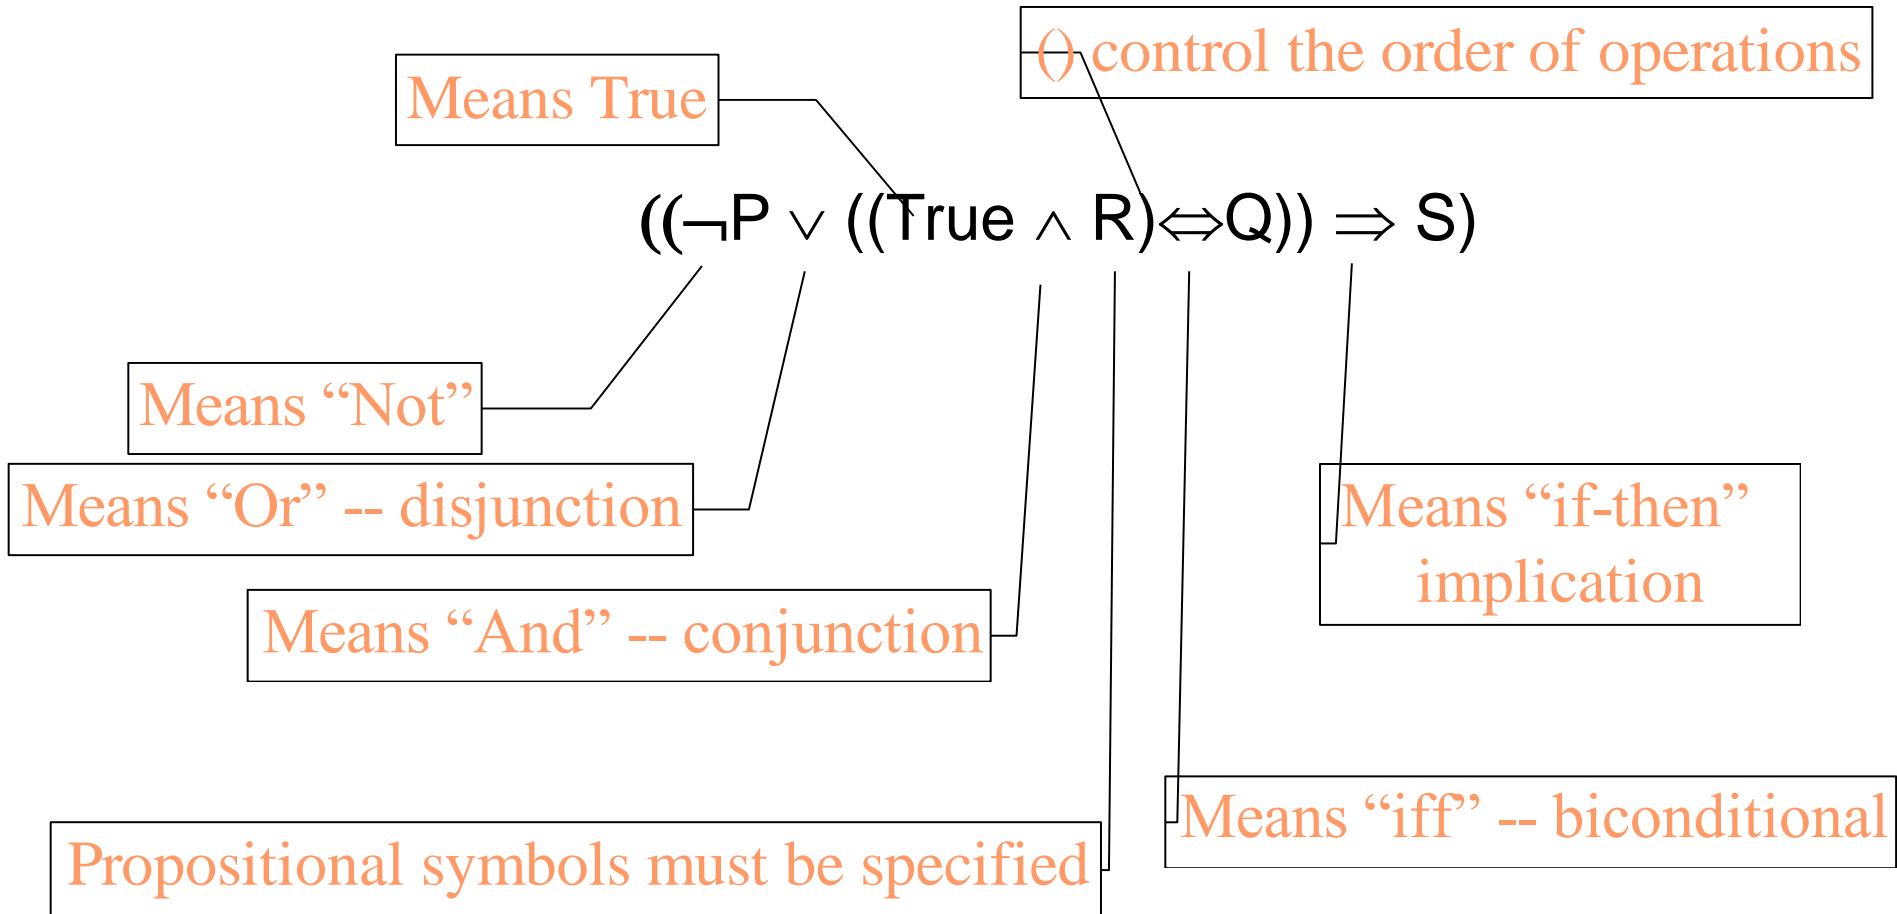 () control the order of operations
Means True
((¬P ∨ ((True ∧ R)⇔Q)) ⇒ S)
Means “Not”
Means “Or” -- disjunction
Means “if-then”
implication
Means “And” -- conjunction
Means “iff” -- biconditional
Propositional symbols must be specified